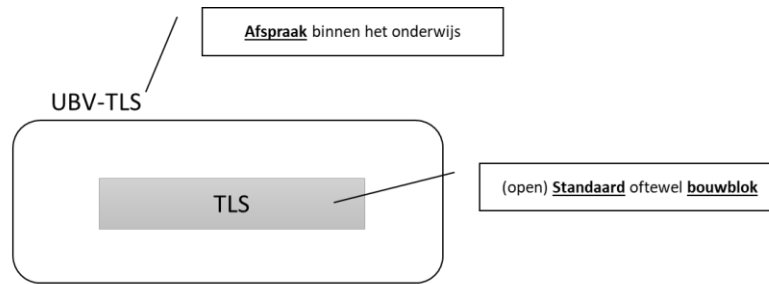 Afspraak binnen het onderwijs
UBV-TLS
TLS
(open) Standaard oftewel bouwblok